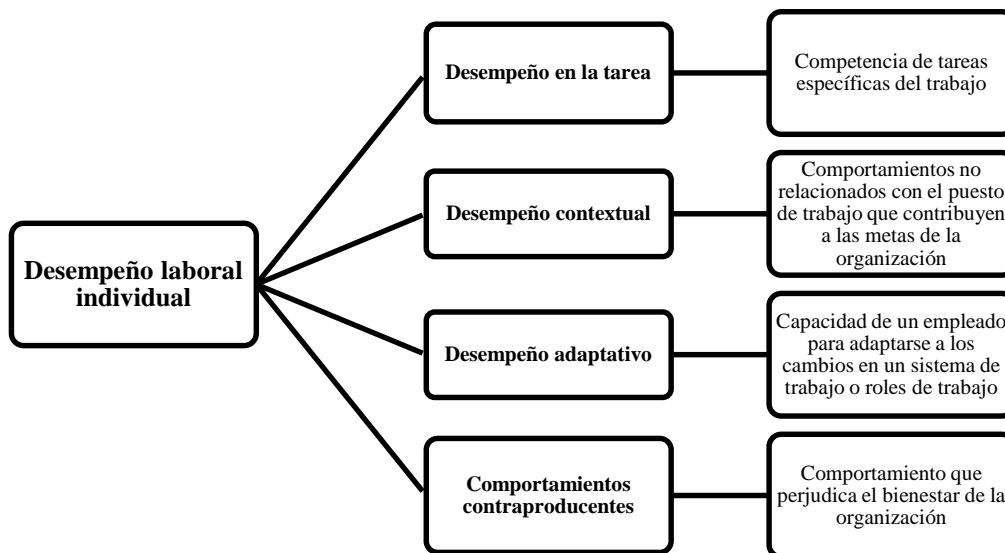 Desempeño laboral
individual
Desempeño en la tarea
Competencia de tareas
específicas del trabajo
Desempeño contextual
Comportamientos no
relacionados con el puesto
de trabajo que contribuyen
a las metas de la
organización
Desempeño adaptativo
Capacidad de un empleado
para adaptarse a los
cambios en un sistema de
trabajo o roles de trabajo
Comportamientos
contraproducentes
Comportamiento que
perjudica el bienestar de la
organización